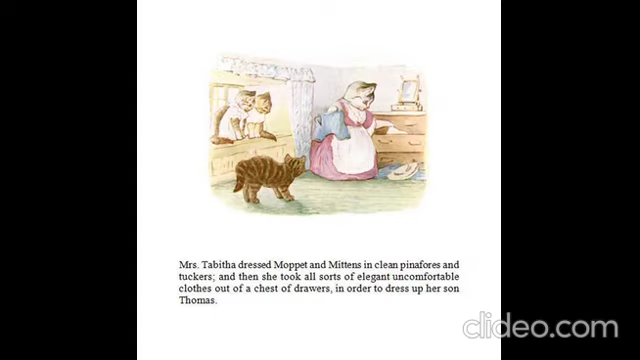 Mrs. Tabitha dressed Moppet and Mittens in clean pinafores and
tuckers; and then she took all sorts of elegant uncomfortable
clothes out of a chest of drawers, in order to dress up her son
Thomas.
clideo.com